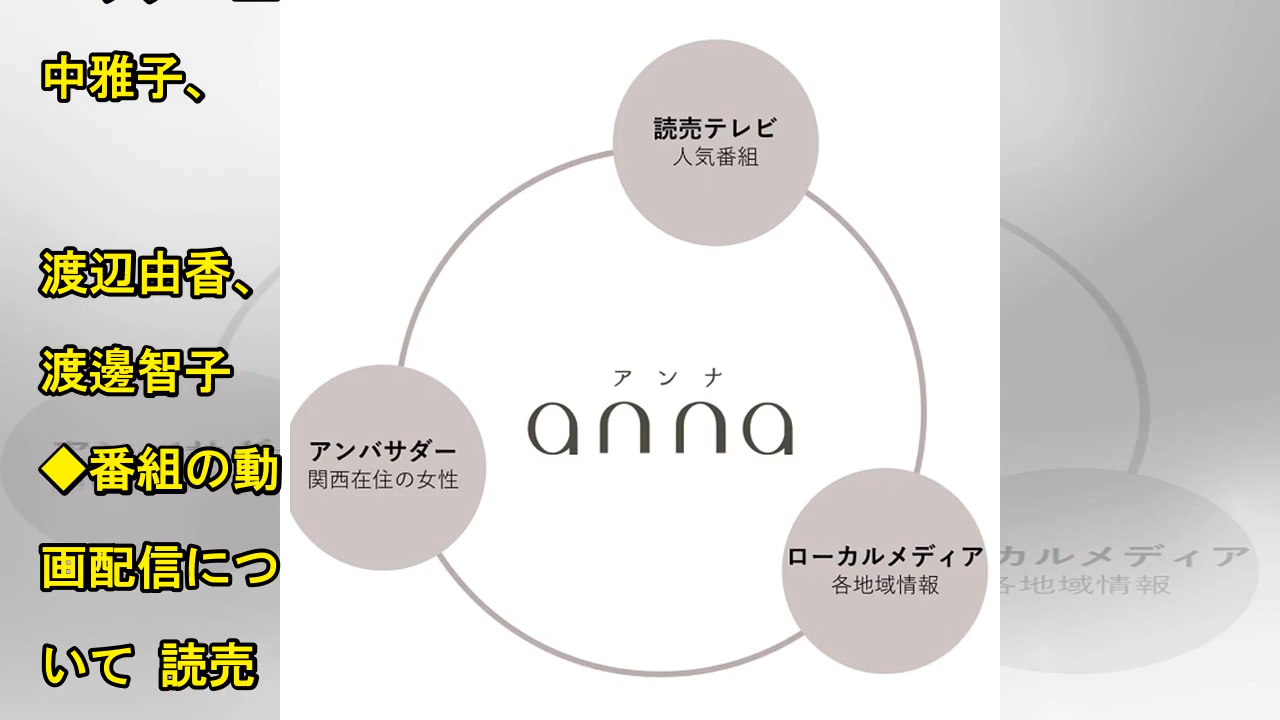 中雅子、
渡辺由香、
渡邊智子
◆番組の動
画配信につ
いて 読売
読売テレビ
人気番組
アンナ
anna
アンバサダー
関西在住の女性
ローカルメディア
各地域情報
カルメディア
各地域情報